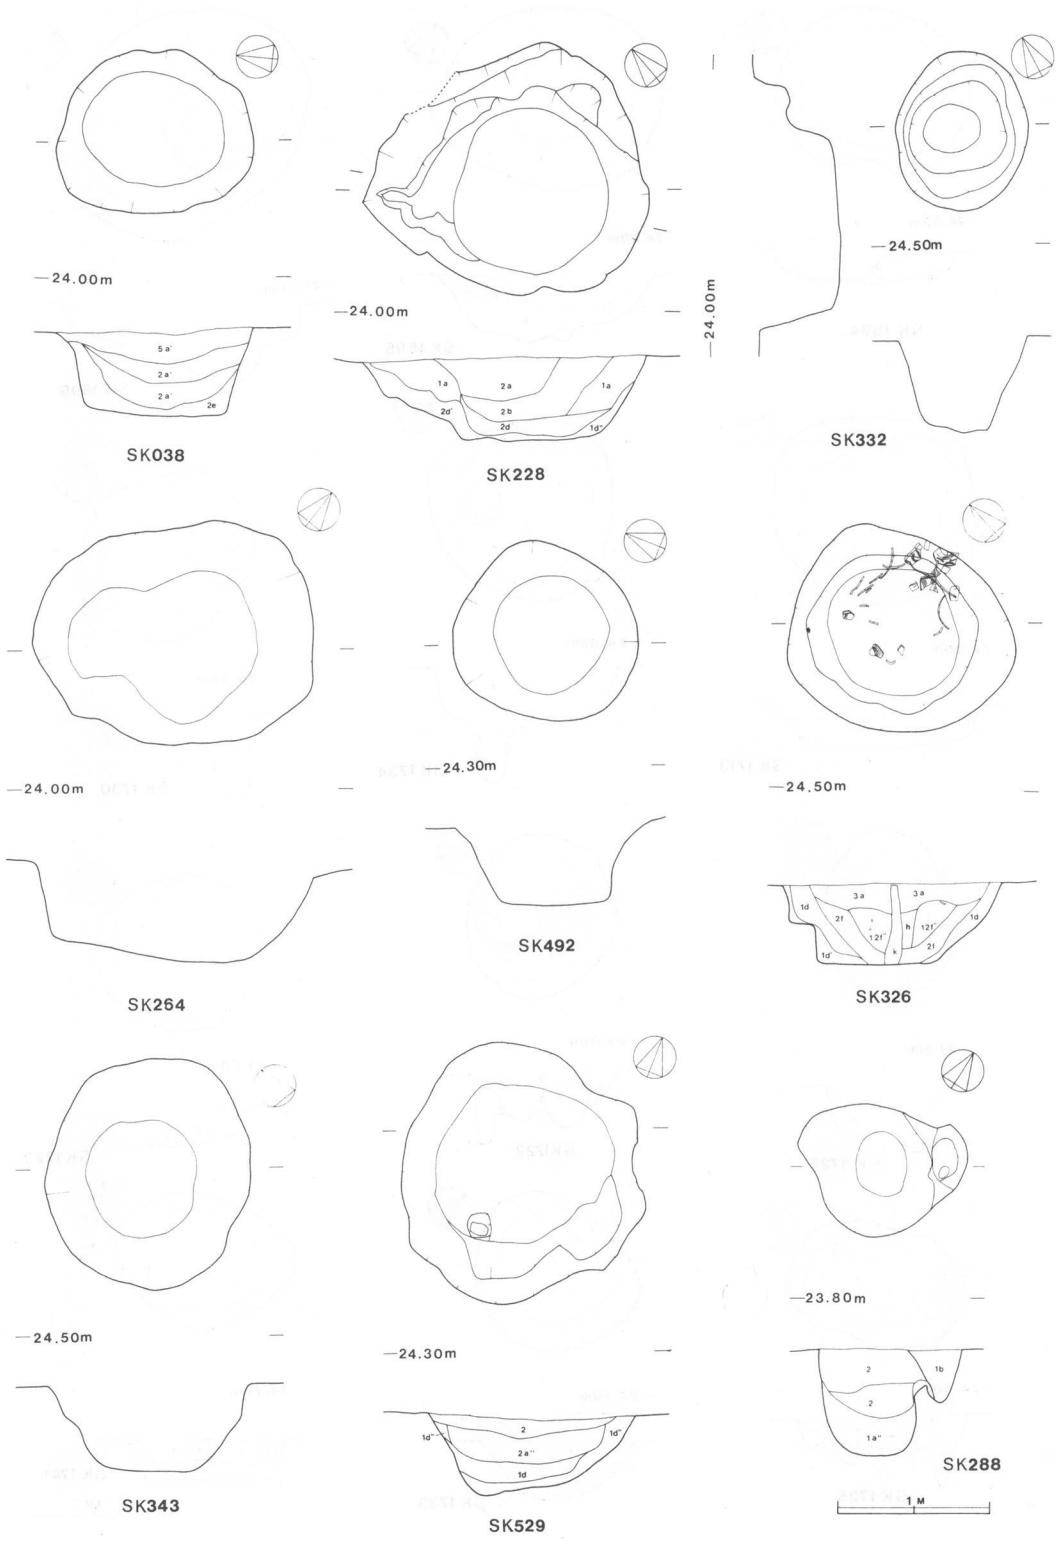 —24.00m
5a'
2a'
2a'
2e
SK038
—24.00m
1a
2a
1a
2d'
2b
2d
1d"
SK228
—24.00m
—24.50m
SK332
—24.00m
SK264
—24.30m
SK492
—24.50m
3a
3a
1d
2f
h
12f"
1d
12f"
2f
1d'
k
SK326
—24.50m
SK343
—24.30m
2
1d"
1d"
2a"
1d
SK529
—23.80m
2
1b
2
1a"
SK288
1 M